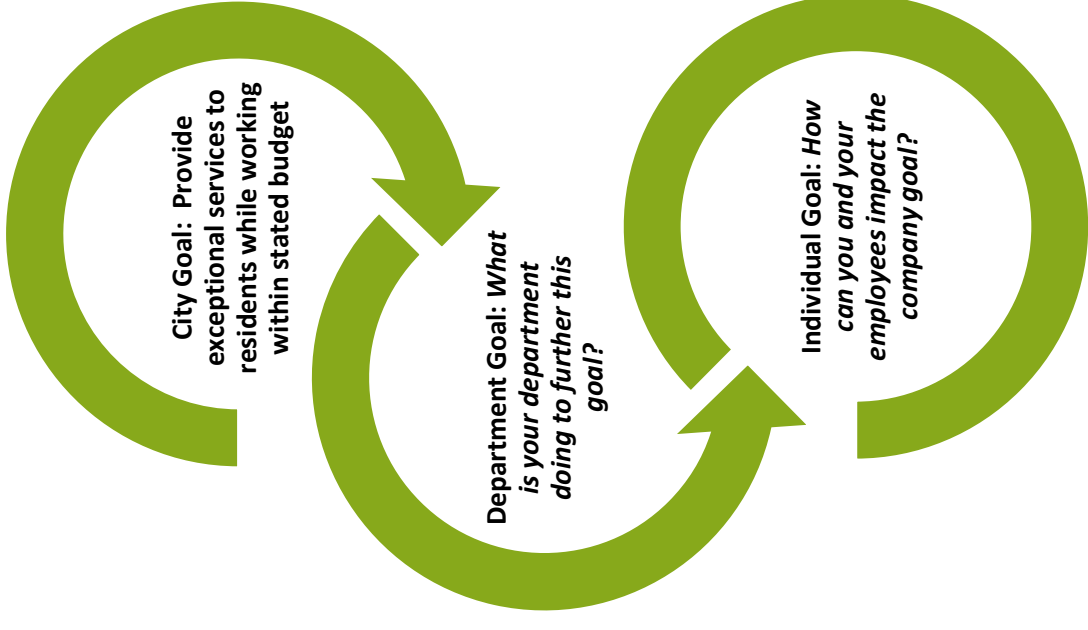 City Goal:  Provide
exceptional services to
residents while working
within stated budget
Department Goal: What
is your department
doing to further this
goal?
Individual Goal: How
can you and your
employees impact the
company goal?